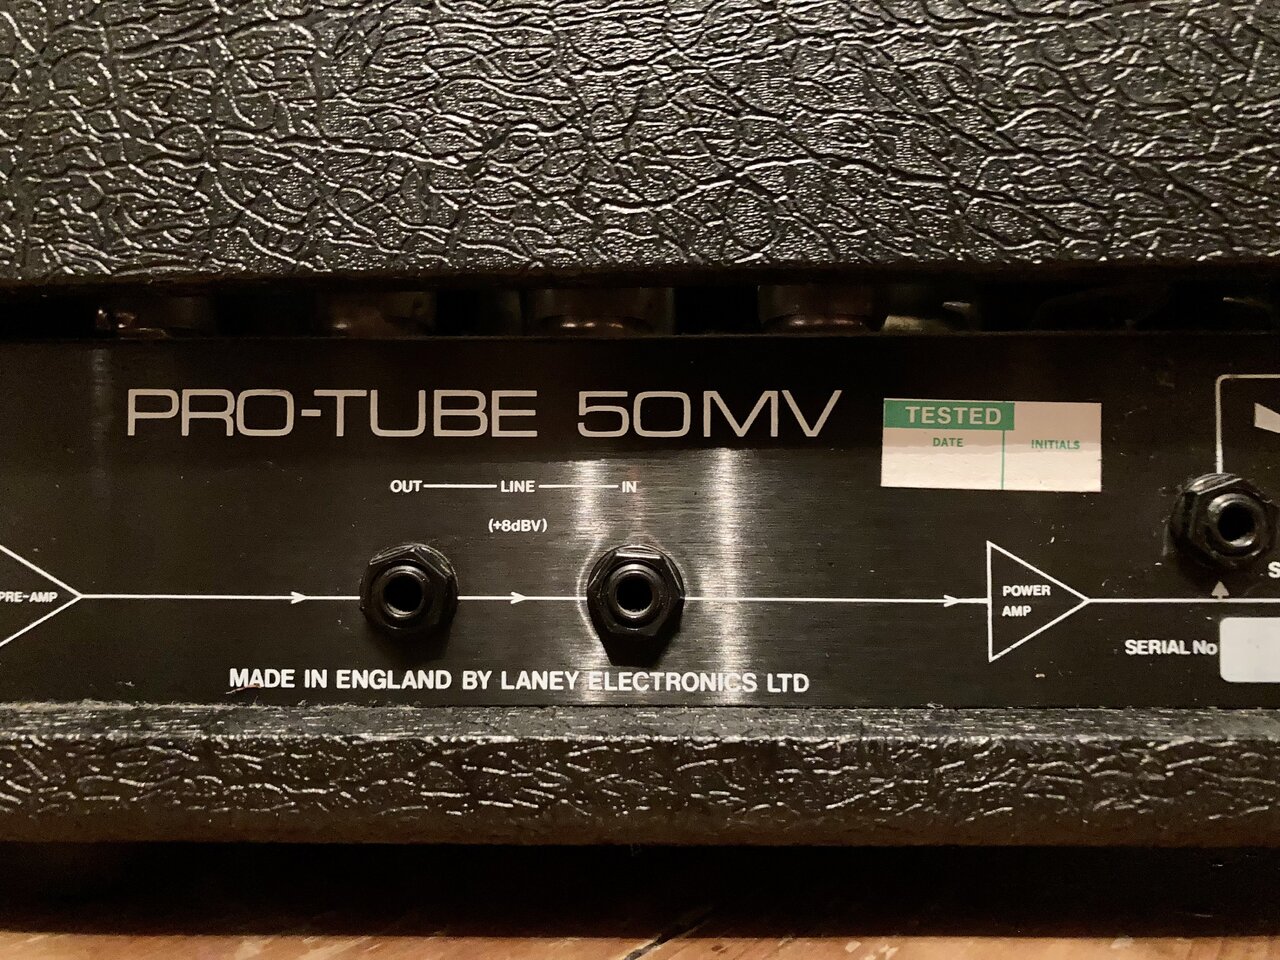 PRO-TUBE 50MV
TESTED
DATE INITIALS
OUT LINE IN
(+8dBV)
PRE-AMP
POWER
AMP
MADE IN ENGLAND BY LANEY ELECTRONICS LTD
SERIAL No